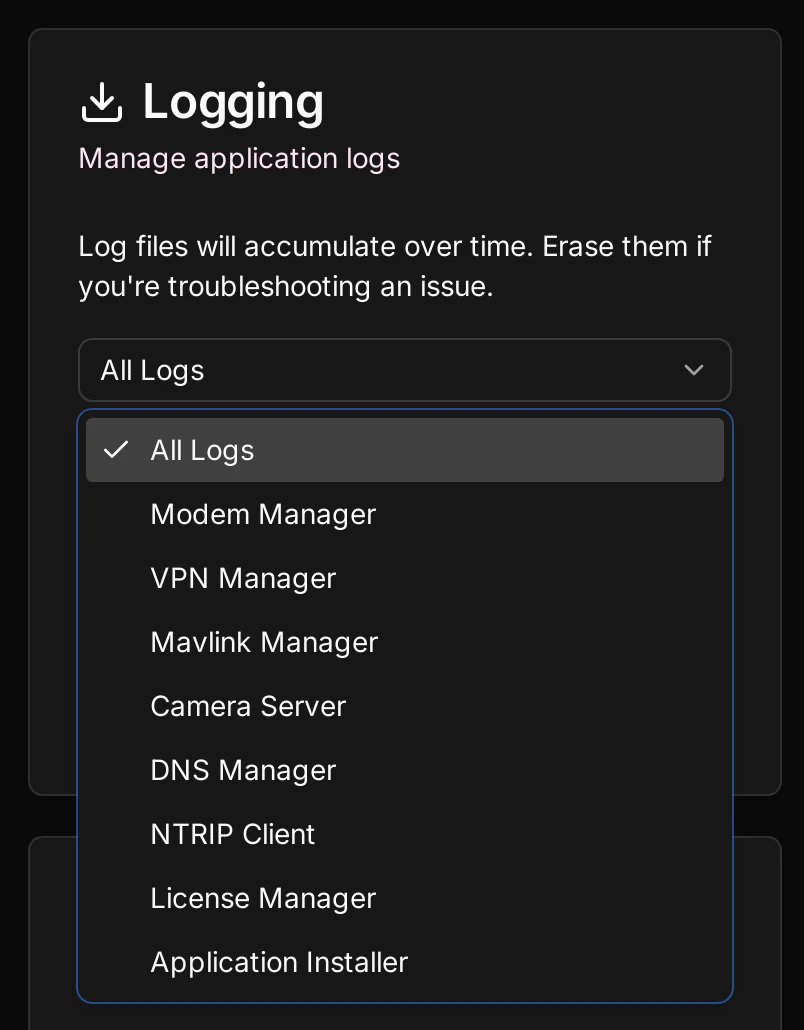 Logging
Manage application logs
Log files will accumulate over time. Erase them if
you're troubleshooting an issue.
All Logs
All Logs
Modem Manager
VPN Manager
Mavlink Manager
Camera Server
DNS Manager
NTRIP Client
License Manager
Application Installer